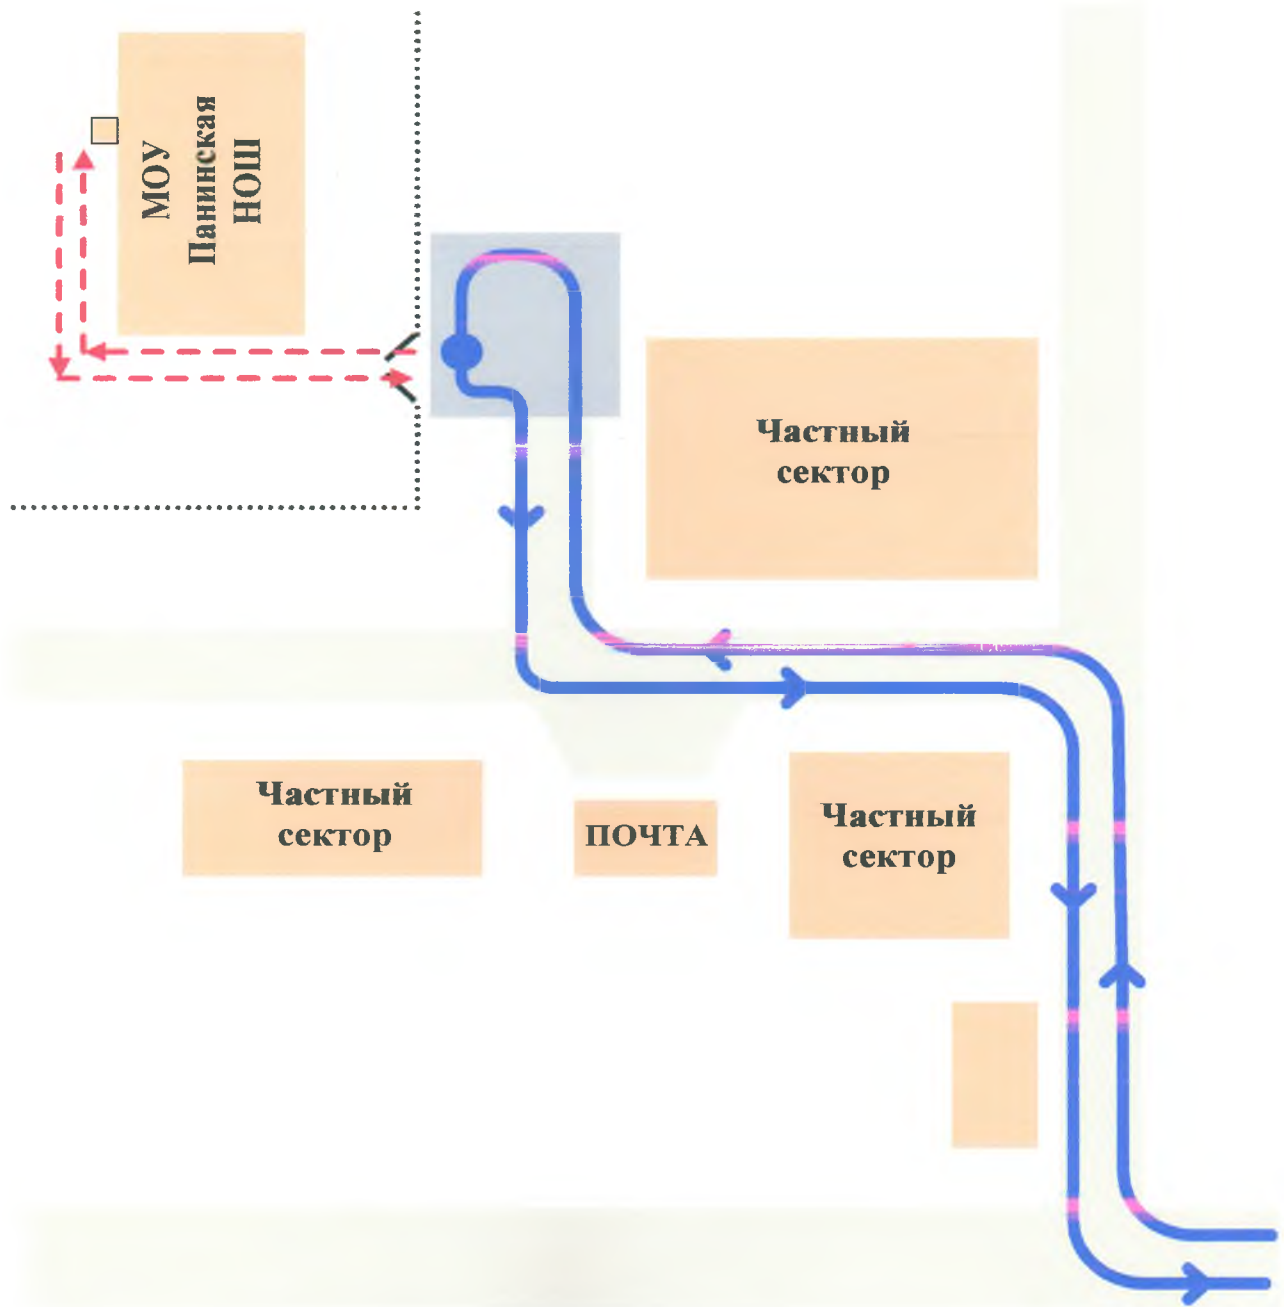 МОУ
Панинская
НОШ
Частный
сектор
Частный
сектор
ПОЧТА
Частный
сектор